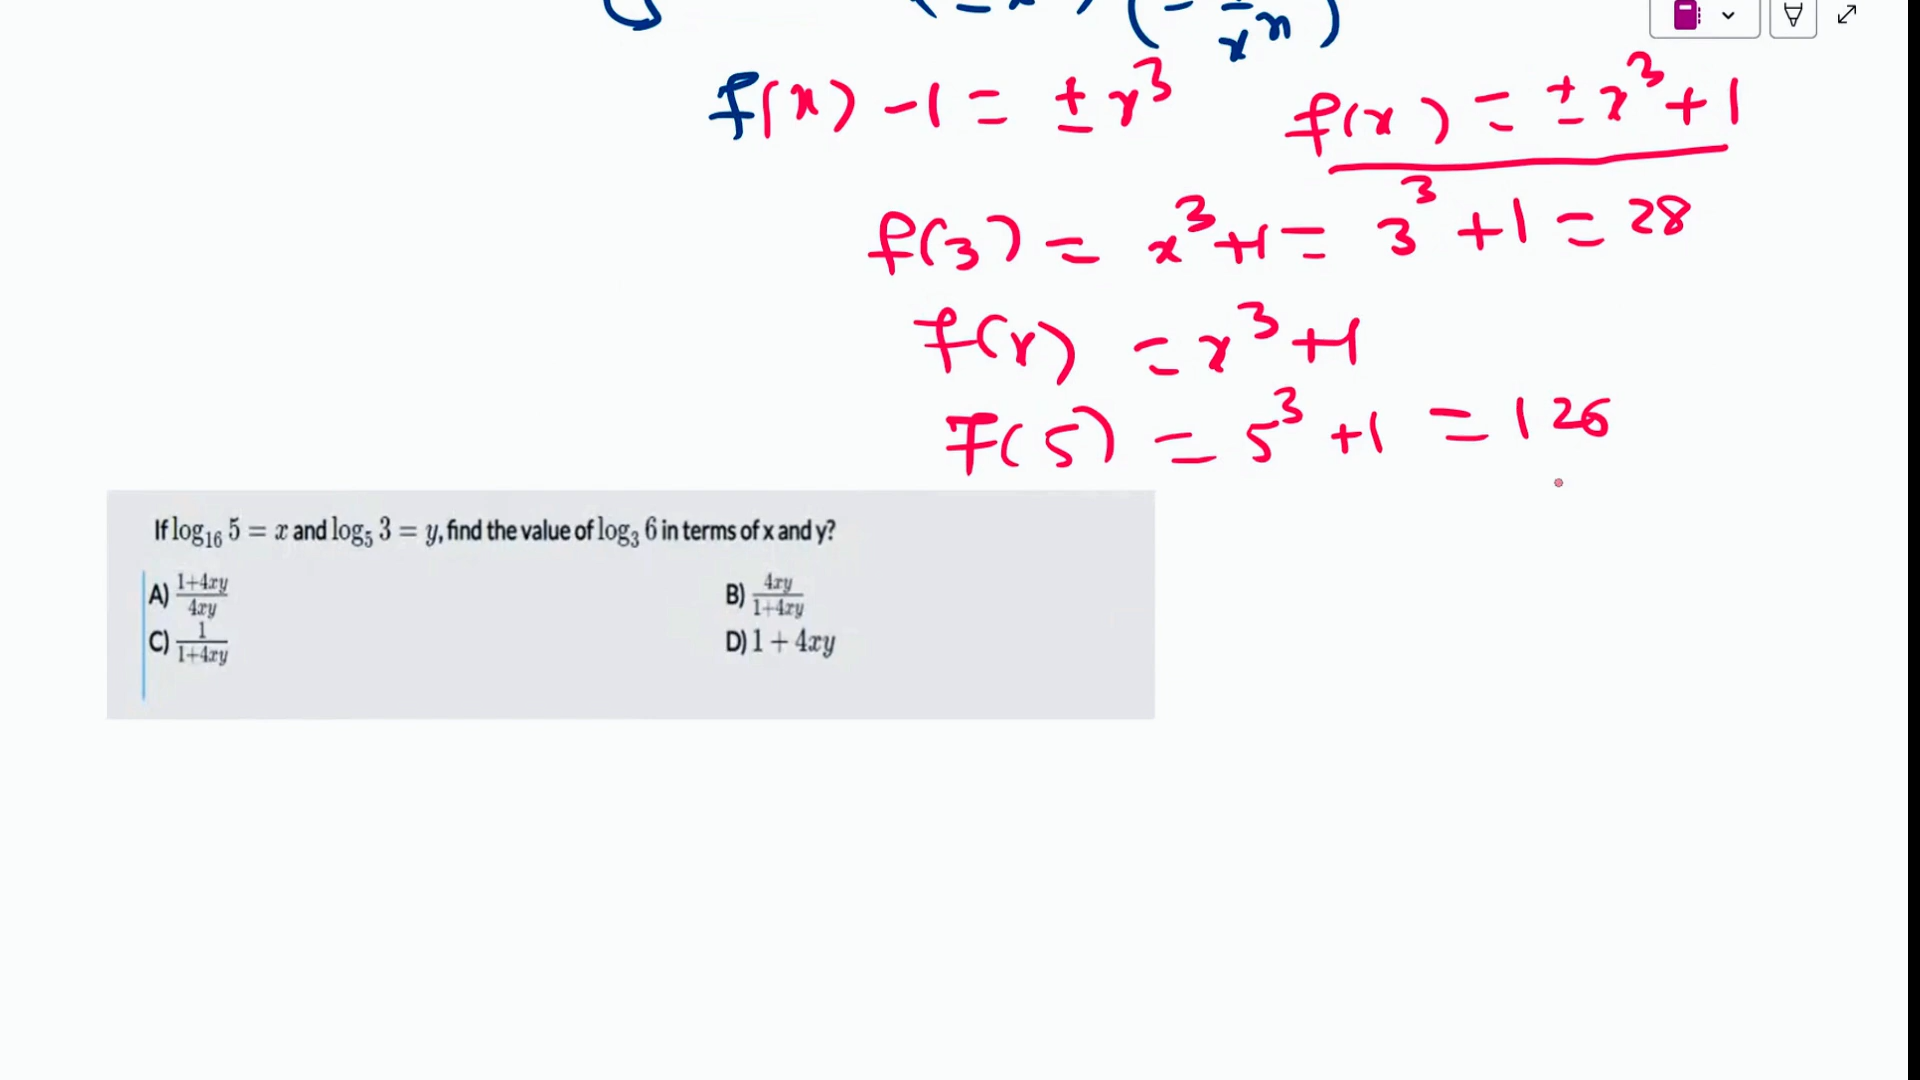 f(x) - 1 = ± x³
f(x) = ± x³ + 1
f(3) = x³ + 1 = 3³ + 1 = 28
f(x) = x³ + 1
F(5) = 5³ + 1 = 126
If log₁₆ 5 = x and log₅ 3 = y, find the value of log₃ 6 in terms of x and y?
A) (1+4xy)/(4xy)
B) (4xy)/(1+4xy)
C) 1/(1+4xy)
D) 1 + 4xy